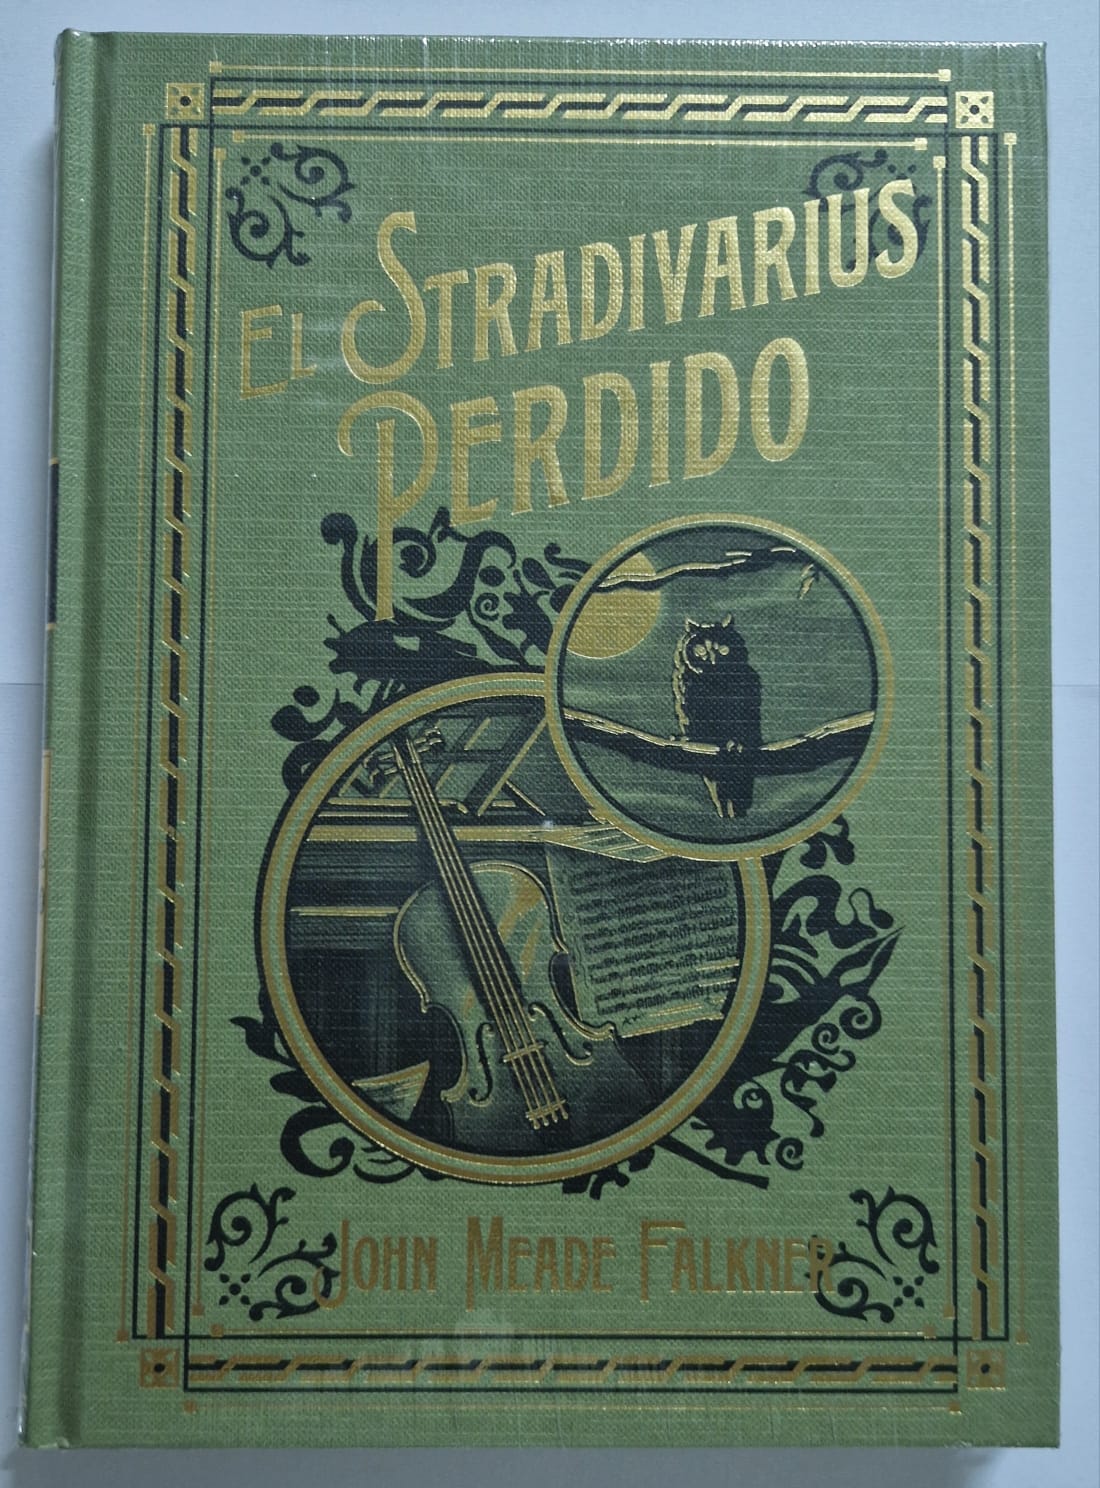 EL STRADIVARIUS
PERDIDO
JOHN MEADE FALKNER